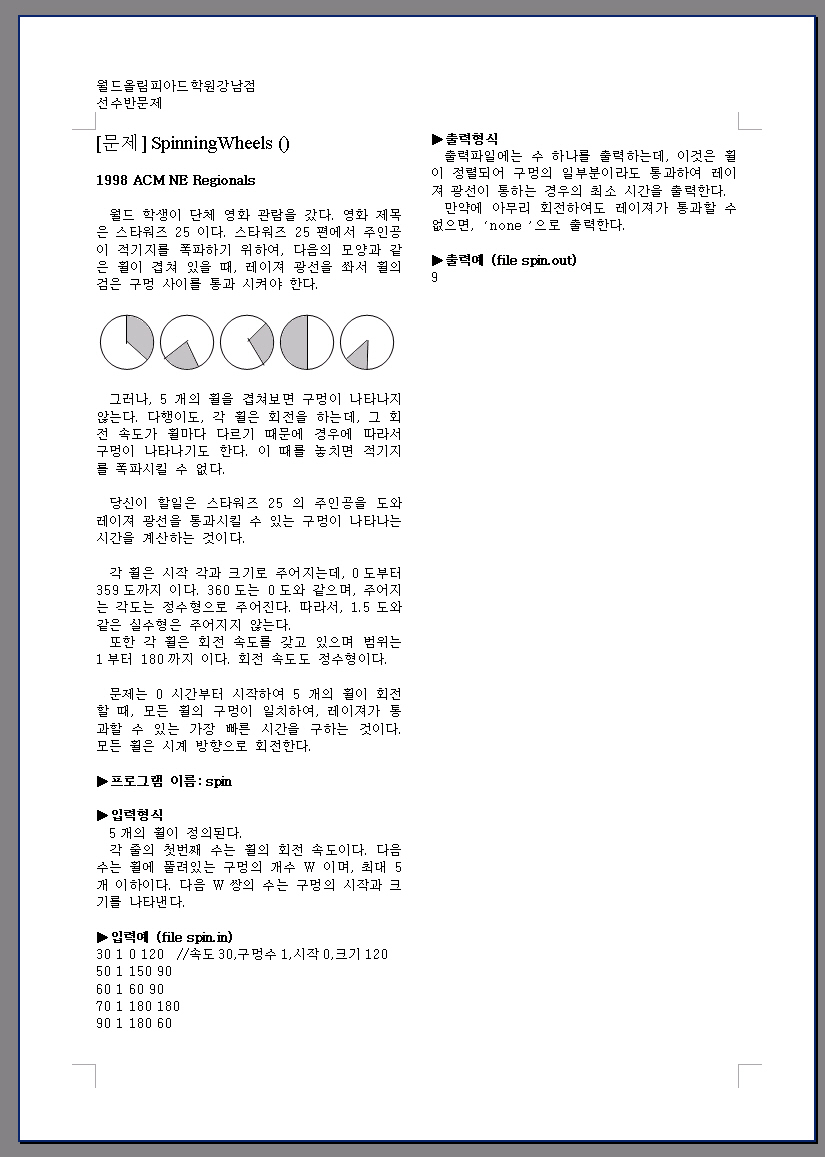 월드올림피아드학원강남점
선수반문제
[문제] SpinningWheels ()
1998 ACM NE Regionals
월드 학생이 단체 영화 관람을 갔다. 영화 제목
은 스타워즈 25 이다. 스타워즈 25 편에서 주인공
이 적기지를 폭파하기 위하여, 다음의 모양과 같
은 휠이 겹쳐 있을 때, 레이져 광선을 쏴서 휠의
검은 구멍 사이를 통과 시켜야 한다.
그러나, 5 개의 휠을 겹쳐보면 구멍이 나타나지
않는다. 다행이도, 각 휠은 회전을 하는데, 그 회
전 속도가 휠마다 다르기 때문에 경우에 따라서
구멍이 나타나기도 한다. 이 때를 놓치면 적기지
를 폭파시킬 수 없다.
당신이 할일은 스타워즈 25 의 주인공을 도와
레이져 광선을 통과시킬 수 있는 구멍이 나타나는
시간을 계산하는 것이다.
각 휠은 시작 각과 크기로 주어지는데, 0 도부터
359 도까지 이다. 360 도는 0 도와 같으며, 주어지
는 각도는 정수형으로 주어진다. 따라서, 1.5 도와
같은 실수형은 주어지지 않는다.
또한 각 휠은 회전 속도를 갖고 있으며 범위는
1 부터 180 까지 이다. 회전 속도도 정수형이다.
문제는 0 시간부터 시작하여 5 개의 휠이 회전
할 때, 모든 휠의 구멍이 일치하여, 레이져가 통
과할 수 있는 가장 빠른 시간을 구하는 것이다.
모든 휠은 시계 방향으로 회전한다.
▶프로그램 이름: spin
▶입력형식
5 개의 휠이 정의된다.
각 줄의 첫번째 수는 휠의 회전 속도이다. 다음
수는 휠에 뚫려있는 구멍의 개수 W 이며, 최대 5
개 이하이다. 다음 W 쌍의 수는 구멍의 시작과 크
기를 나타낸다.
▶입력예 (file spin.in)
30 1 0 120 //속도 30,구멍수 1,시작 0,크기 120
50 1 150 90
60 1 60 90
70 1 180 180
90 1 180 60
▶출력형식
출력파일에는 수 하나를 출력하는데, 이것은 휠
이 정렬되어 구멍의 일부분이라도 통과하여 레이
져 광선이 통하는 경우의 최소 시간을 출력한다.
만약에 아무리 회전하여도 레이져가 통과할 수
없으면, ‘none ’으로 출력한다.
▶출력예 (file spin.out)
9